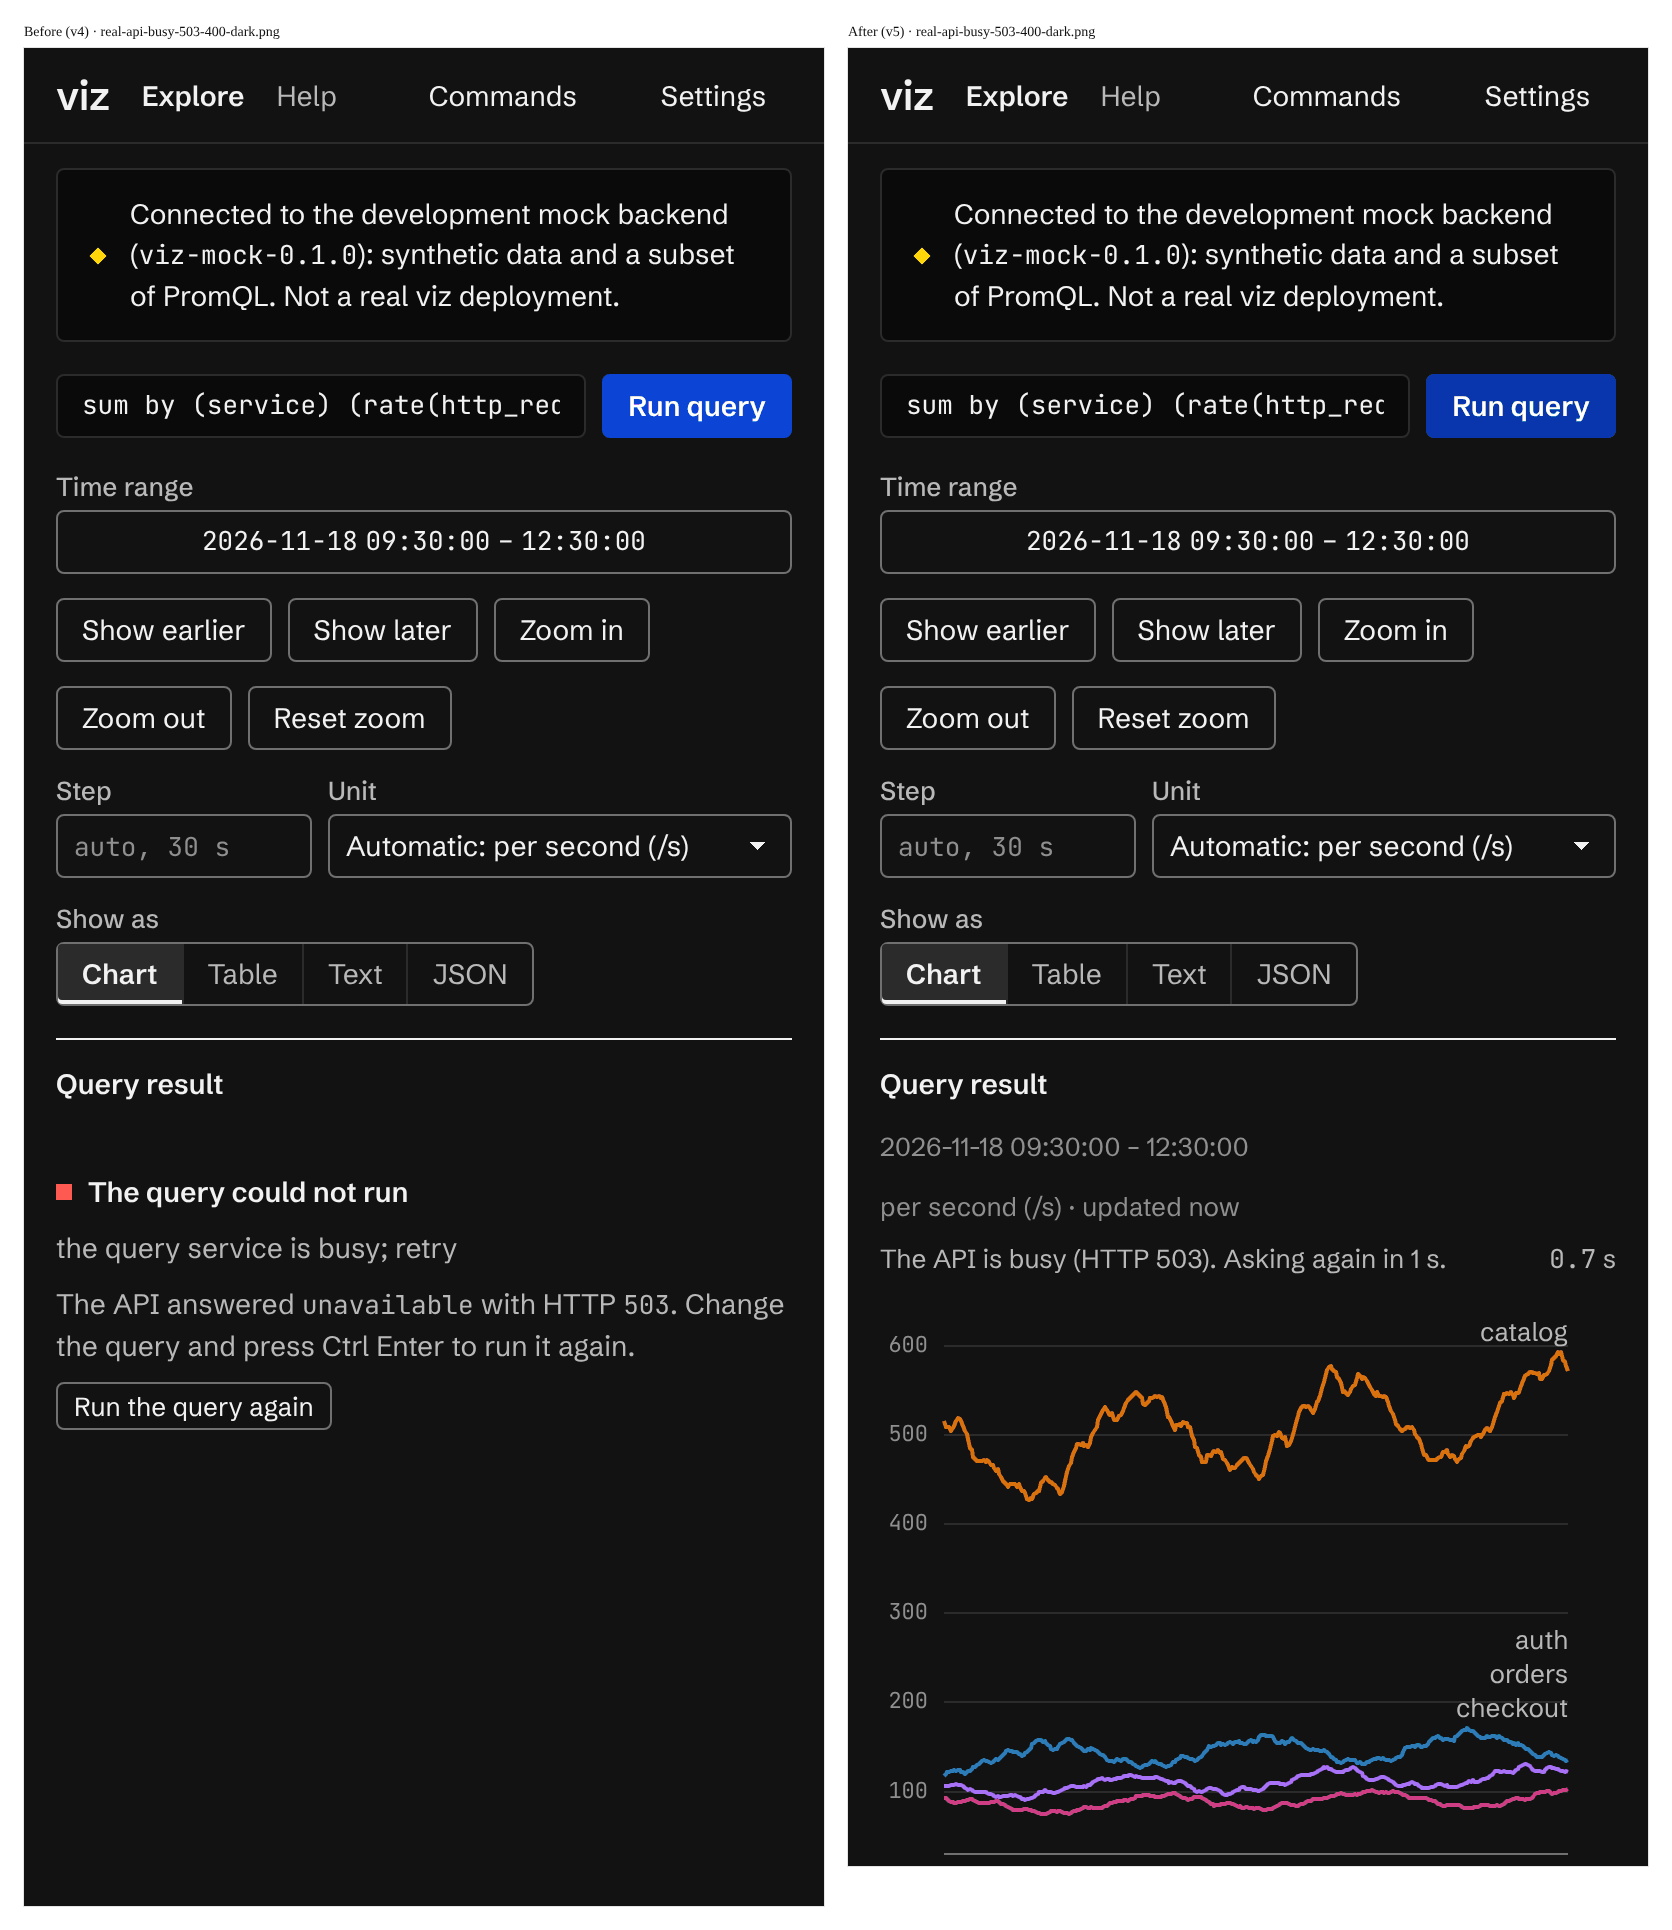 Before (v4) · real-api-busy-503-400-dark.png
viz Explore Help Commands Settings
Connected to the development mock backend
(viz-mock-0.1.0): synthetic data and a subset
of PromQL. Not a real viz deployment.
sum by (service) (rate(http_req
Run query
Time range
2026-11-18 09:30:00 – 12:30:00
Show earlier Show later Zoom in
Zoom out Reset zoom
Step Unit
auto, 30 s Automatic: per second (/s)
Show as
Chart Table Text JSON
Query result
The query could not run
the query service is busy; retry
The API answered unavailable with HTTP 503. Change
the query and press Ctrl Enter to run it again.
Run the query again
After (v5) · real-api-busy-503-400-dark.png
viz Explore Help Commands Settings
Connected to the development mock backend
(viz-mock-0.1.0): synthetic data and a subset
of PromQL. Not a real viz deployment.
sum by (service) (rate(http_req
Run query
Time range
2026-11-18 09:30:00 – 12:30:00
Show earlier Show later Zoom in
Zoom out Reset zoom
Step Unit
auto, 30 s Automatic: per second (/s)
Show as
Chart Table Text JSON
Query result
2026-11-18 09:30:00 – 12:30:00
per second (/s) · updated now
The API is busy (HTTP 503). Asking again in 1 s. 0.7 s
catalog
600
500
400
300
auth
orders
200
checkout
100